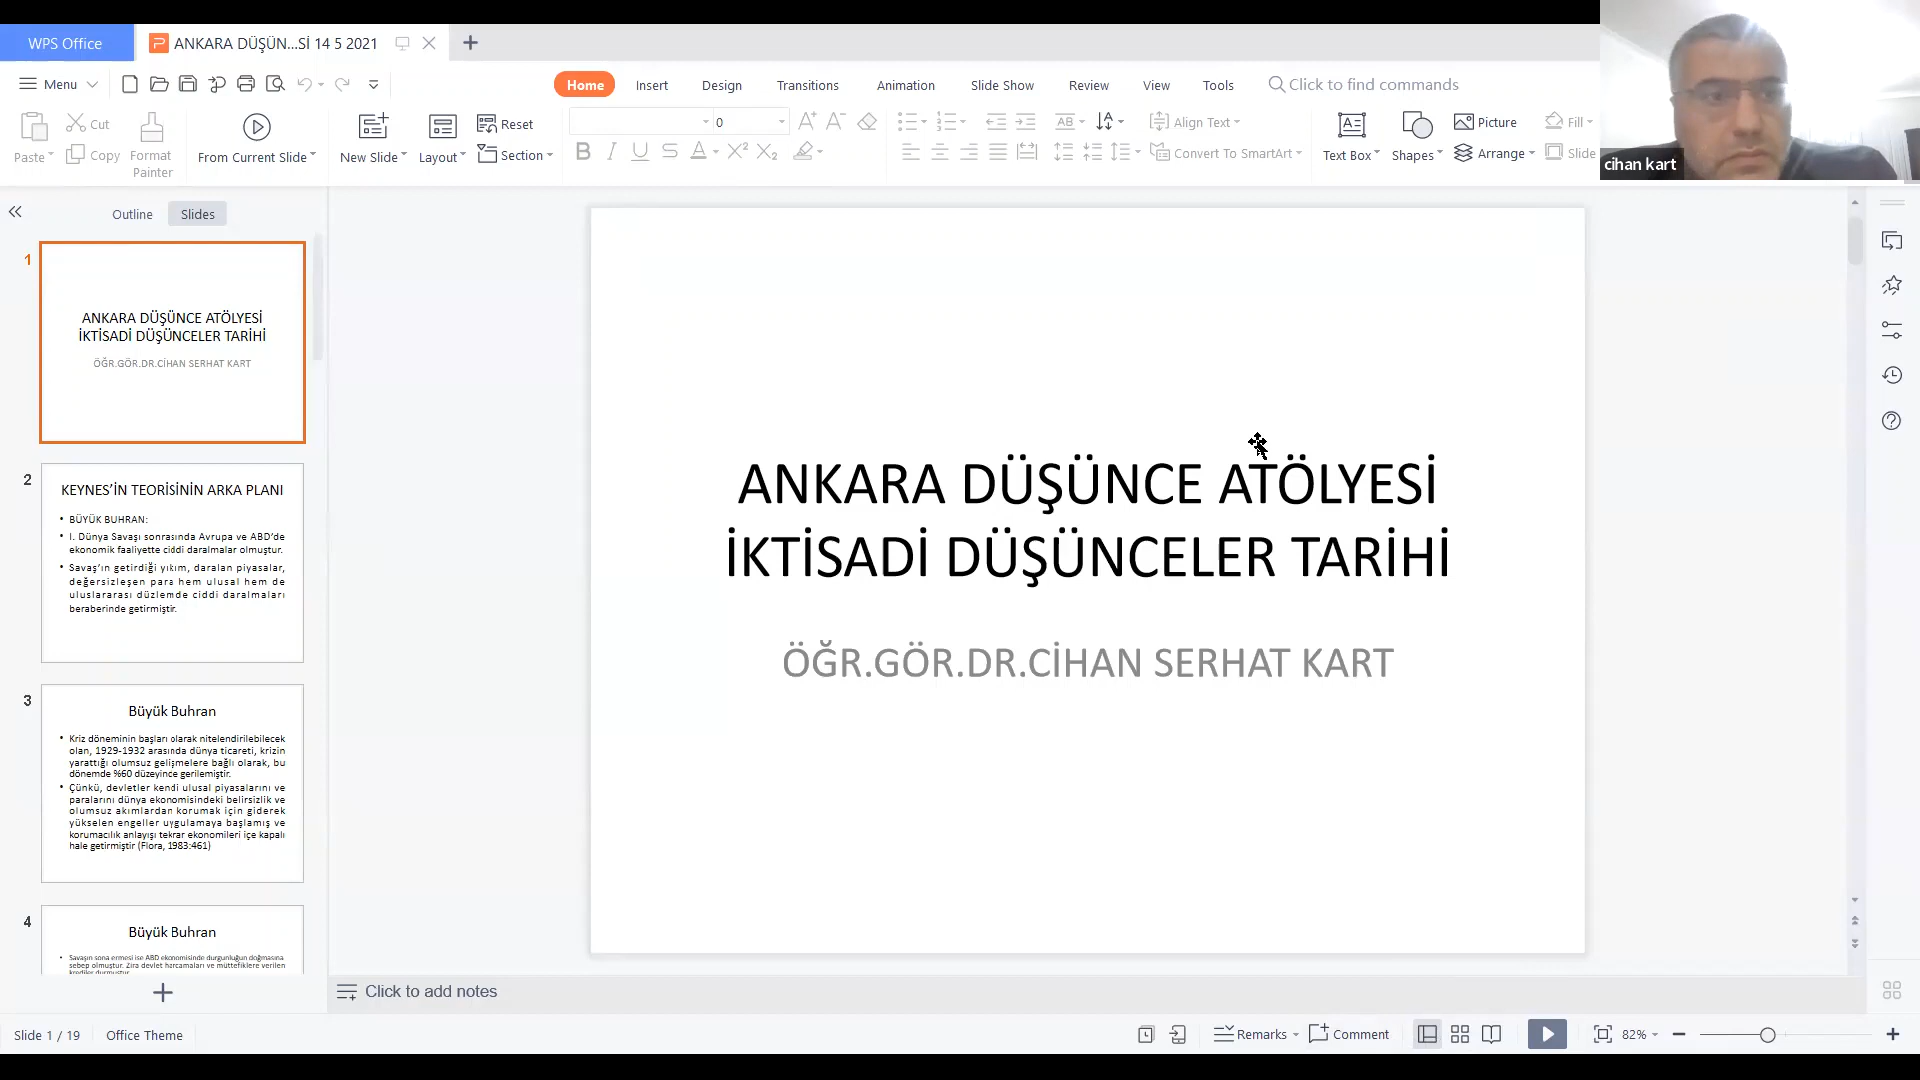 WPS Office
ANKARA DÜŞÜN...Sİ 14 5 2021
Menu
Home
Insert
Design
Transitions
Animation
Slide Show
Review
View
Tools
Click to find commands
Paste
Cut
Copy
Format
Painter
From Current Slide
New Slide
Layout
Reset
Section
0
Align Text
Convert To SmartArt
Text Box
Shapes
Picture
Arrange
Fill
Slide
cihan kart
Outline
Slides
1
ANKARA DÜŞÜNCE ATÖLYESİ
İKTİSADİ DÜŞÜNCELER TARİHİ
ÖĞR.GÖR.DR.CİHAN SERHAT KART
2
KEYNES’İN TEORİSİNİN ARKA PLANI
• BÜYÜK BUHRAN:
• I. Dünya Savaşı sonrasında Avrupa ve ABD’de
ekonomik faaliyette ciddi daralmalar olmuştur.
• Savaş’ın getirdiği yıkım, daralan piyasalar,
değersizleşen para hem ulusal hem de
uluslararası düzlemde ciddi daralmaları
beraberinde getirmiştir.
3
Büyük Buhran
• Kriz döneminin başları olarak nitelendirilebilecek
olan, 1929-1932 arasında dünya ticareti, krizin
yarattığı olumsuz gelişmelere bağlı olarak, bu
dönemde %60 düzeyince gerilemiştir.
• Çünkü, devletler kendi ulusal piyasalarını ve
paralarını dünya ekonomisindeki belirsizlik ve
olumsuz akımlardan korumak için giderek
yükselen engeller uygulamaya başlamış ve
korumacılık anlayışı tekrar ekonomileri içe kapalı
hale getirmiştir (Flora, 1983:461)
4
Büyük Buhran
• Savaşın sona ermesi ise ABD ekonomisinde durgunluğun doğmasına
sebep olmuştur. Zira devlet harcamaları ve müttefiklere verilen
krediler durmuştur.
ANKARA DÜŞÜNCE ATÖLYESİ
İKTİSADİ DÜŞÜNCELER TARİHİ
ÖĞR.GÖR.DR.CİHAN SERHAT KART
Click to add notes
Slide 1 / 19
Office Theme
Remarks
Comment
82%